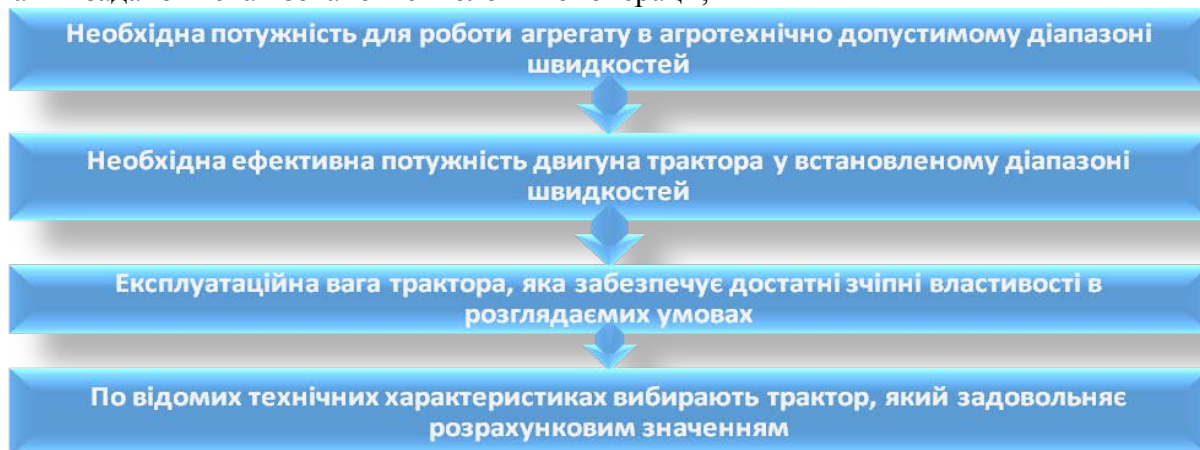 Необхідна потужність для роботи агрегату в агротехнічно допустимому діапазоні
швидкостей
Необхідна ефективна потужність двигуна трактора у встановленому діапазоні
швидкостей
Експлуатаційна вага трактора, яка забезпечує достатні зчіпні властивості в
розглядаємих умовах
По відомих технічних характеристиках вибирають трактор, який задовольняє
розрахунковим значенням